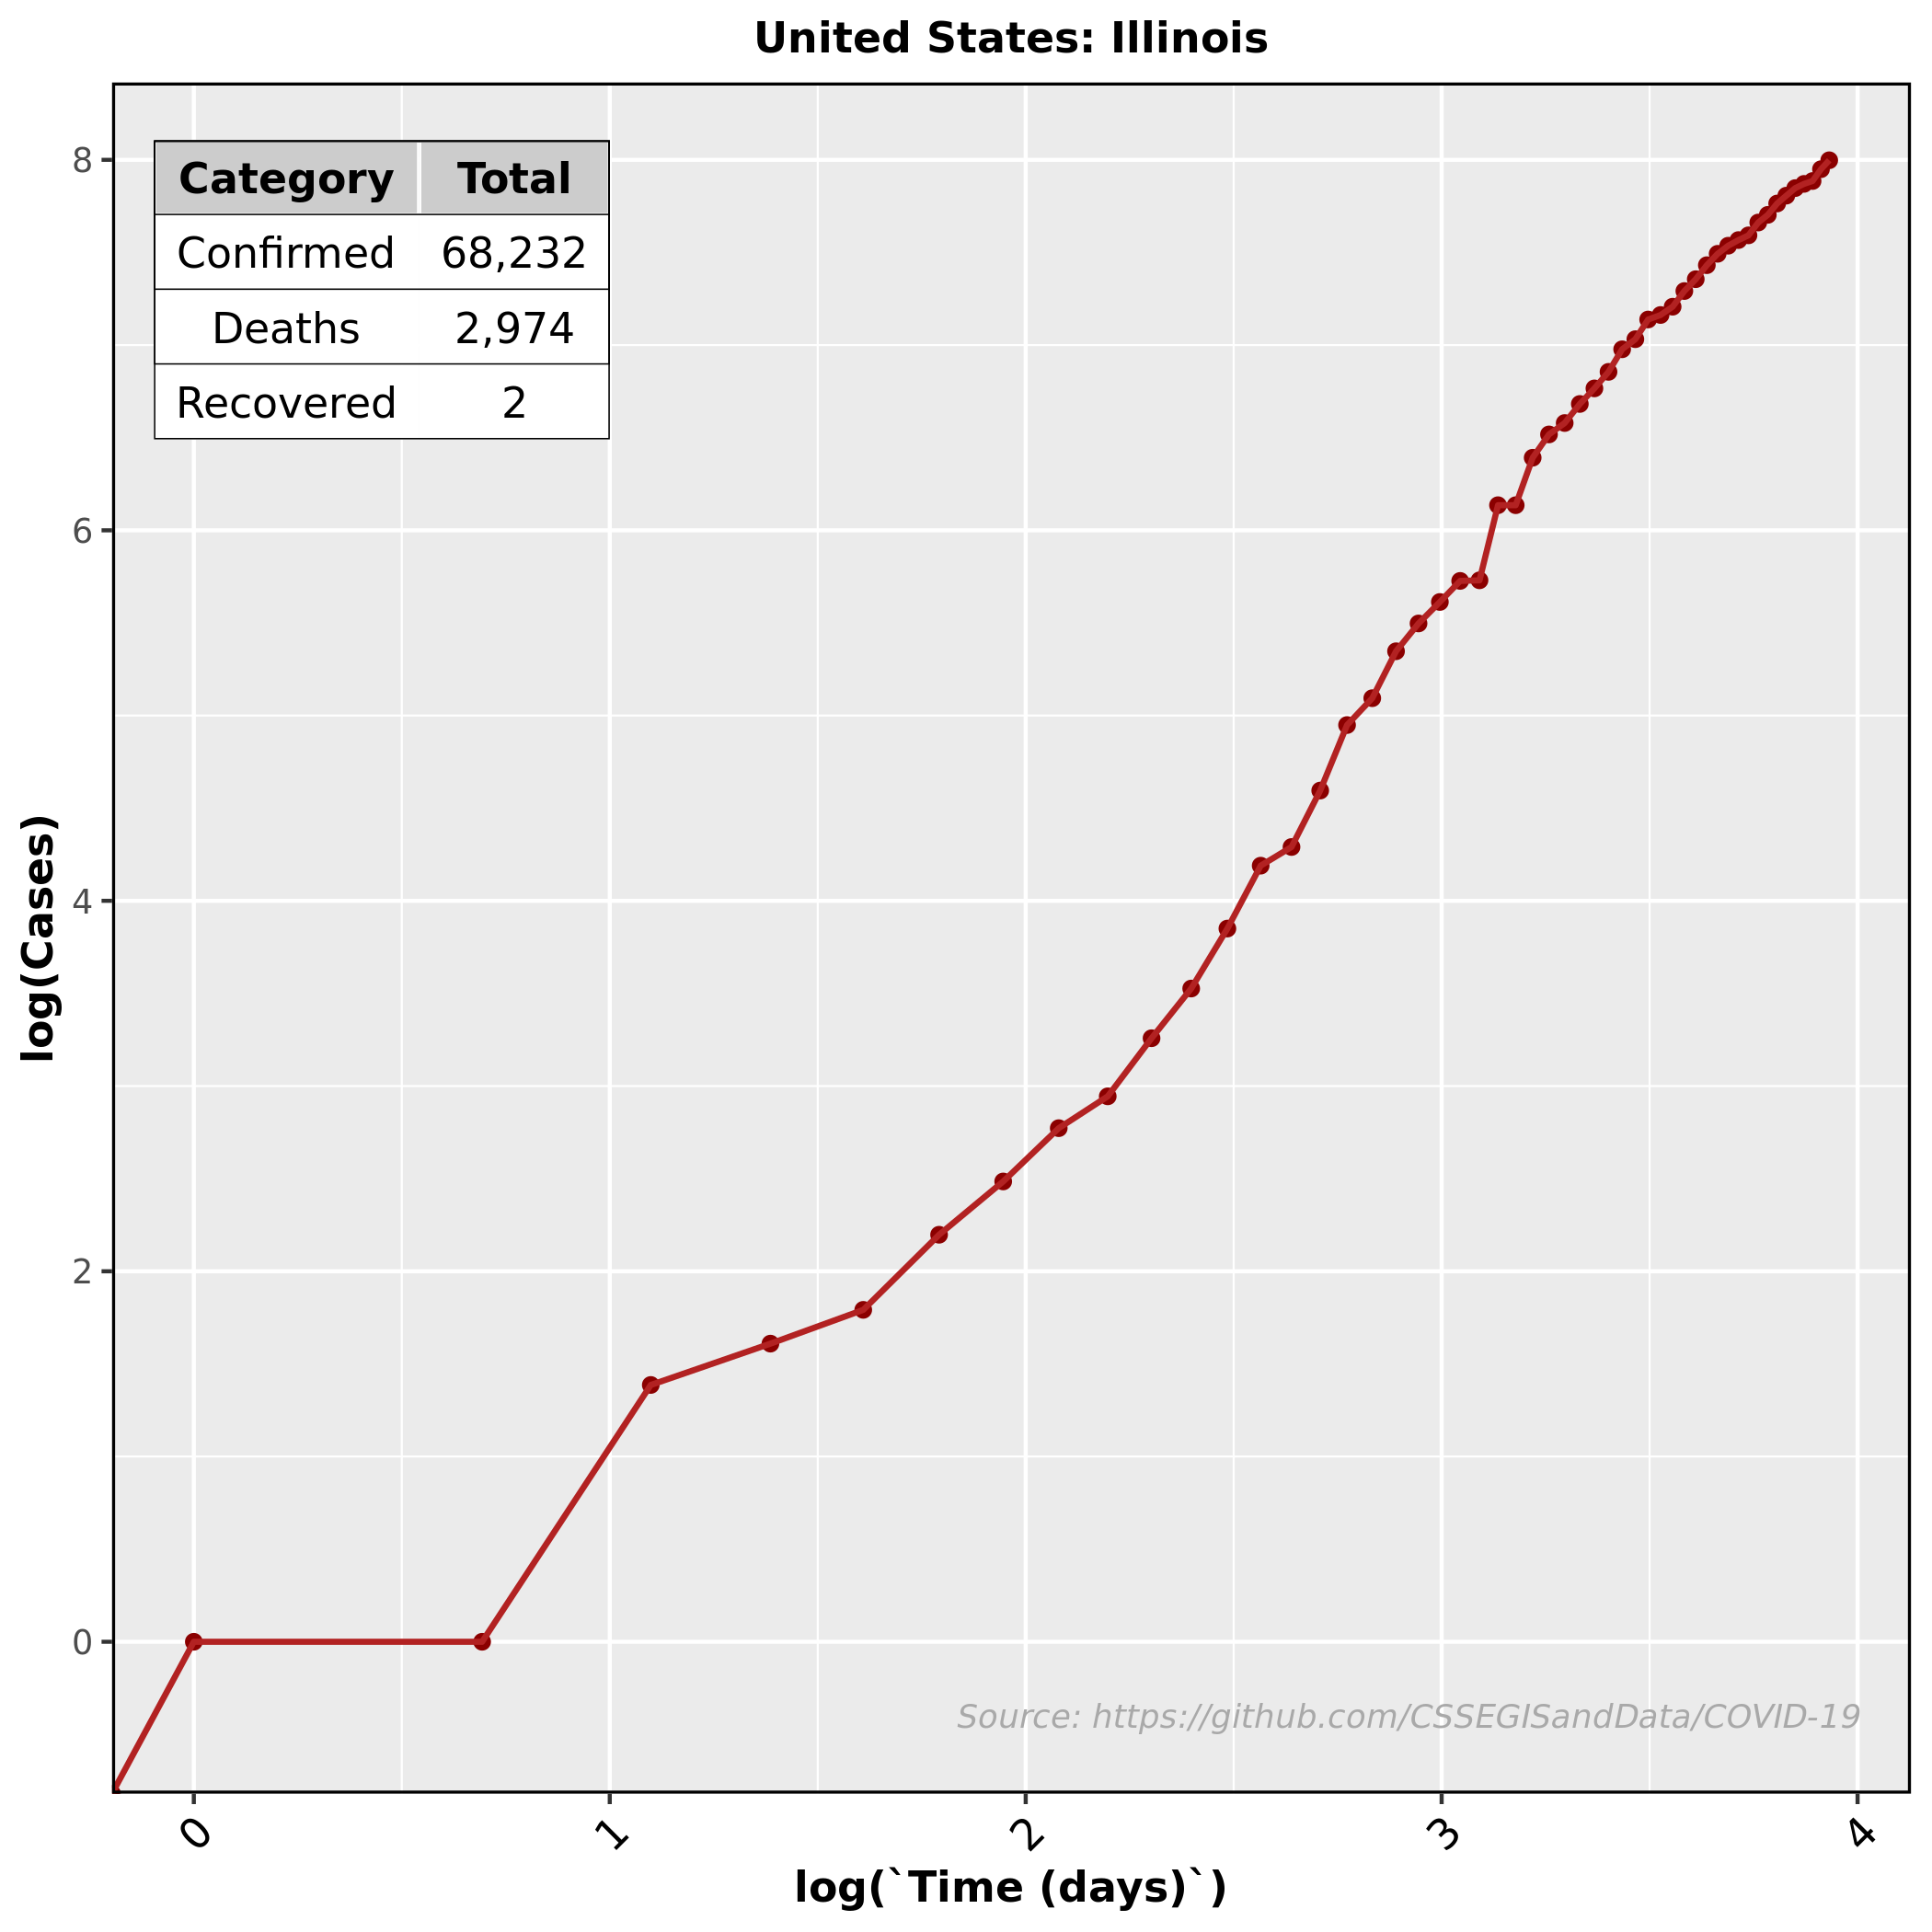 United States: Illinois
Category Total
Confirmed 68,232
Deaths 2,974
Recovered 2
8
6
4
2
0
log(Cases)
Source: https://github.com/CSSEGISandData/COVID-19
0 1 2 3 4
log(`Time (days)`)